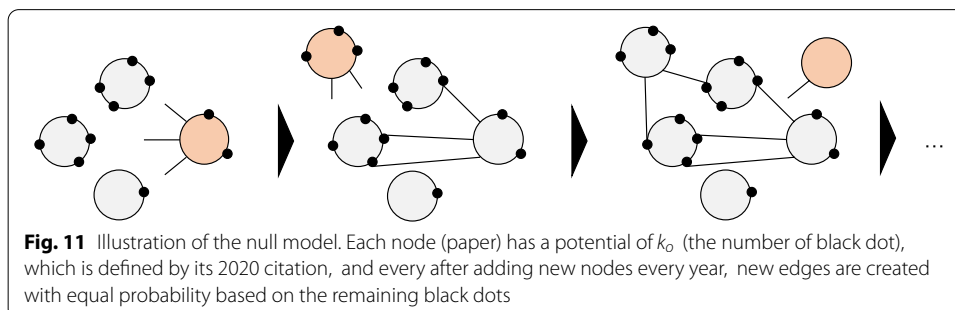 ...
Fig. 11 Illustration of the null model. Each node (paper) has a potential of k_o (the number of black dot),
which is defined by its 2020 citation, and every after adding new nodes every year, new edges are created
with equal probability based on the remaining black dots